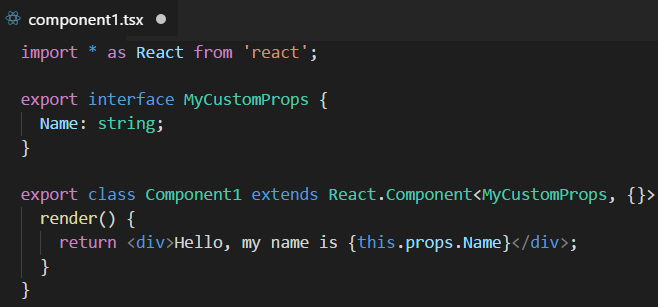 component1.tsx
import * as React from 'react';
export interface MyCustomProps {
Name: string;
}
export class Component1 extends React.Component<MyCustomProps, {}>
render() {
return <div>Hello, my name is {this.props.Name}</div>;
}
}